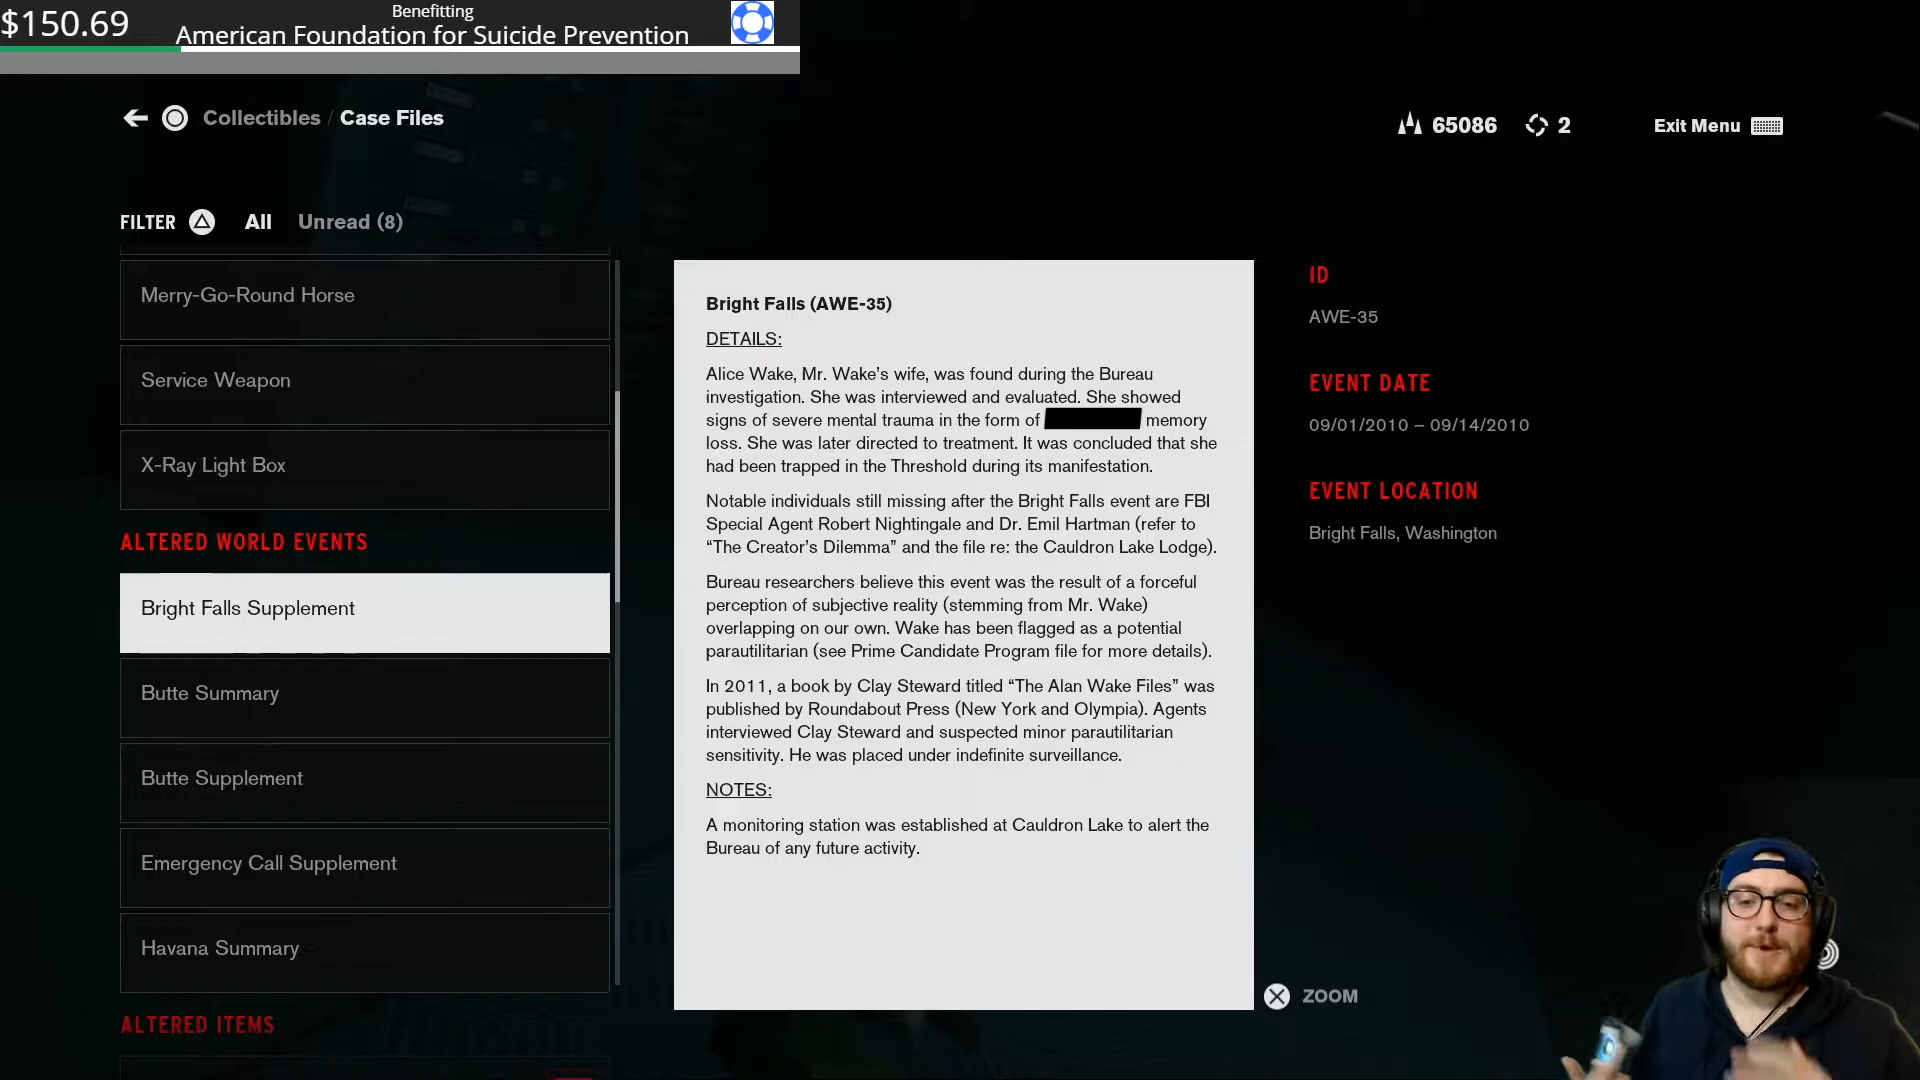 $150.69
Benefitting
American Foundation for Suicide Prevention
Collectibles / Case Files
65086
2
Exit Menu
FILTER
All
Unread (8)
Merry-Go-Round Horse
Service Weapon
X-Ray Light Box
ALTERED WORLD EVENTS
Bright Falls Supplement
Butte Summary
Butte Supplement
Emergency Call Supplement
Havana Summary
ALTERED ITEMS
Bright Falls (AWE-35)
DETAILS:
Alice Wake, Mr. Wake's wife, was found during the Bureau
investigation. She was interviewed and evaluated. She showed
signs of severe mental trauma in the form of memory
loss. She was later directed to treatment. It was concluded that she
had been trapped in the Threshold during its manifestation.
Notable individuals still missing after the Bright Falls event are FBI
Special Agent Robert Nightingale and Dr. Emil Hartman (refer to
"The Creator's Dilemma" and the file re: the Cauldron Lake Lodge).
Bureau researchers believe this event was the result of a forceful
perception of subjective reality (stemming from Mr. Wake)
overlapping on our own. Wake has been flagged as a potential
parautilitarian (see Prime Candidate Program file for more details).
In 2011, a book by Clay Steward titled "The Alan Wake Files" was
published by Roundabout Press (New York and Olympia). Agents
interviewed Clay Steward and suspected minor parautilitarian
sensitivity. He was placed under indefinite surveillance.
NOTES:
A monitoring station was established at Cauldron Lake to alert the
Bureau of any future activity.
ZOOM
ID
AWE-35
EVENT DATE
09/01/2010 – 09/14/2010
EVENT LOCATION
Bright Falls, Washington